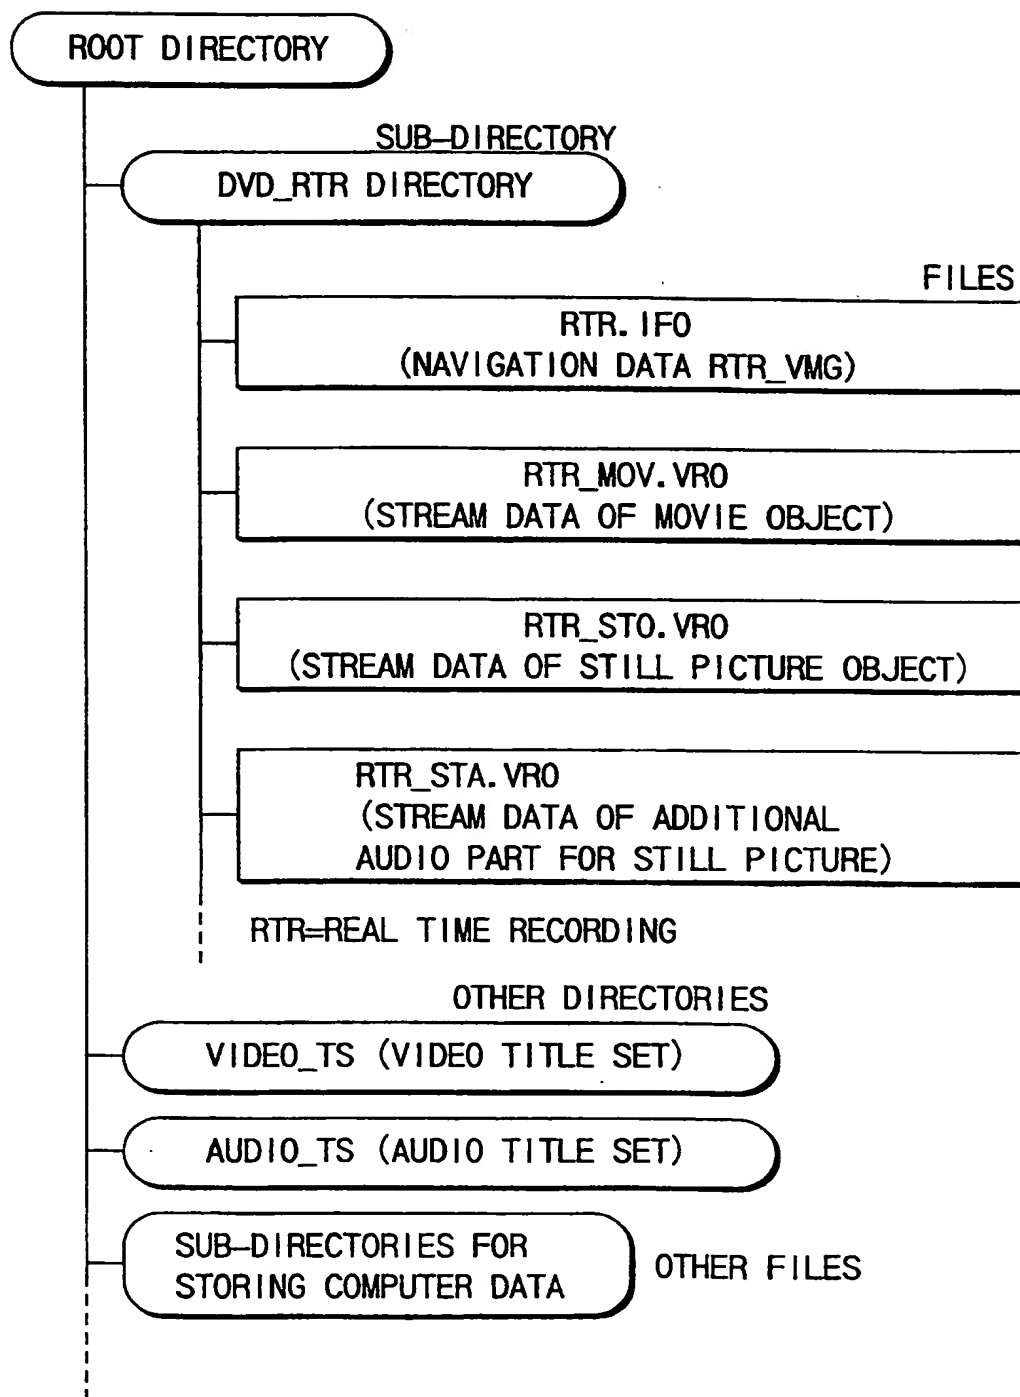 ROOT DIRECTORY
SUB-DIRECTORY
DVD_RTR DIRECTORY
FILES
RTR.IFO
(NAVIGATION DATA RTR_VMG)
RTR_MOV.VRO
(STREAM DATA OF MOVIE OBJECT)
RTR_STO.VRO
(STREAM DATA OF STILL PICTURE OBJECT)
RTR_STA.VRO
(STREAM DATA OF ADDITIONAL
AUDIO PART FOR STILL PICTURE)
RTR=REAL TIME RECORDING
OTHER DIRECTORIES
VIDEO_TS (VIDEO TITLE SET)
AUDIO_TS (AUDIO TITLE SET)
SUB-DIRECTORIES FOR
STORING COMPUTER DATA
OTHER FILES